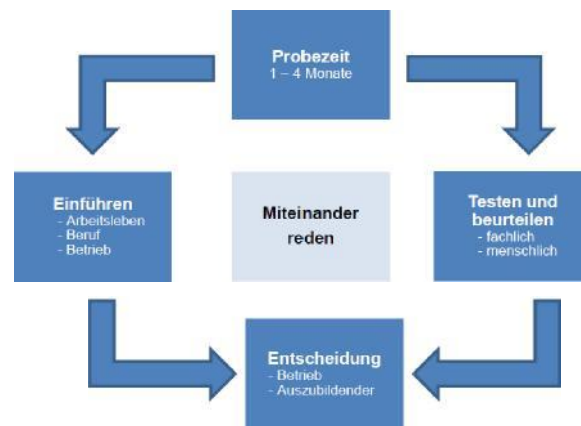 Probezeit
1 – 4 Monate
Einführen
- Arbeitsleben
- Beruf
- Betrieb
Miteinander
reden
Testen und
beurteilen
- fachlich
- menschlich
Entscheidung
- Betrieb
- Auszubildender